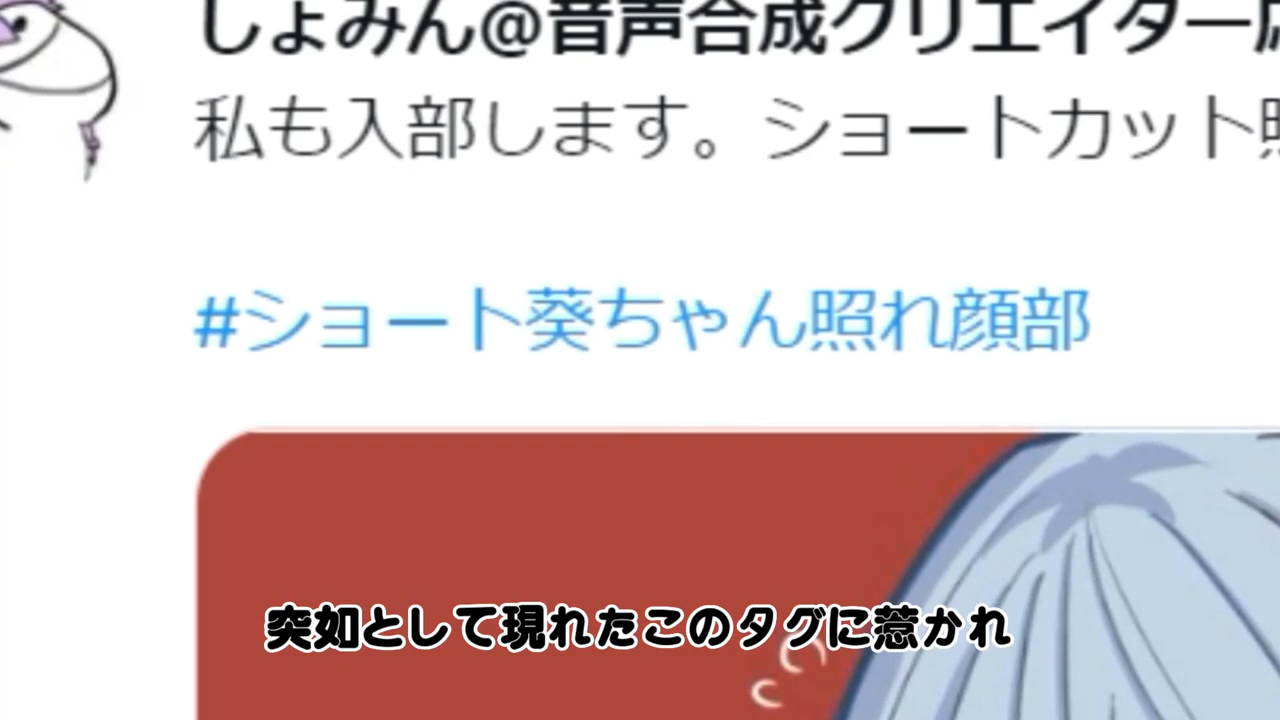 しょみん@音声合成クリエイター
私も入部します。ショートカット照
#ショート葵ちゃん照れ顔部
突如として現れたこのタグに惹かれ